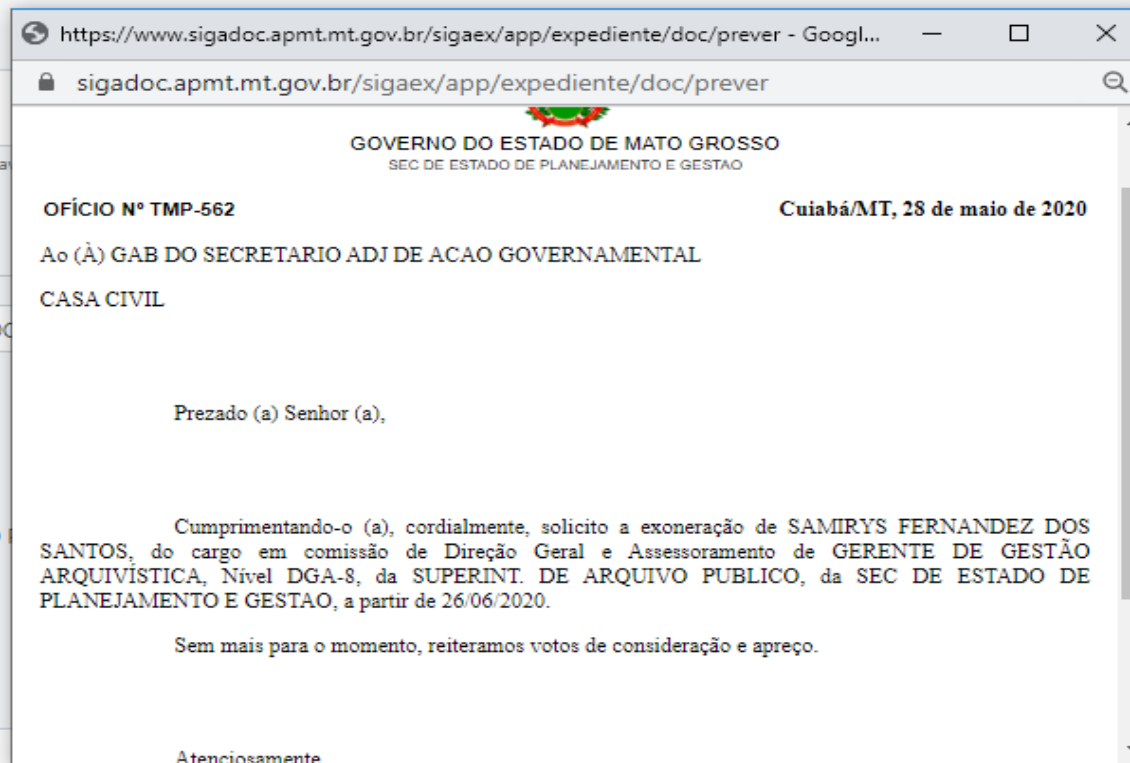 https://www.sigadoc.apmt.mt.gov.br/sigaex/app/expediente/doc/prever - Googl...
sigadoc.apmt.mt.gov.br/sigaex/app/expediente/doc/prever
GOVERNO DO ESTADO DE MATO GROSSO
SEC DE ESTADO DE PLANEJAMENTO E GESTAO
OFÍCIO Nº TMP-562 Cuiabá/MT, 28 de maio de 2020
Ao (À) GAB DO SECRETARIO ADJ DE ACAO GOVERNAMENTAL
CASA CIVIL
Prezado (a) Senhor (a),
Cumprimentando-o (a), cordialmente, solicito a exoneração de SAMIRYS FERNANDEZ DOS
SANTOS, do cargo em comissão de Direção Geral e Assessoramento de GERENTE DE GESTÃO
ARQUIVÍSTICA, Nível DGA-8, da SUPERINT. DE ARQUIVO PUBLICO, da SEC DE ESTADO DE
PLANEJAMENTO E GESTAO, a partir de 26/06/2020.
Sem mais para o momento, reiteramos votos de consideração e apreço.
Atenciosamente